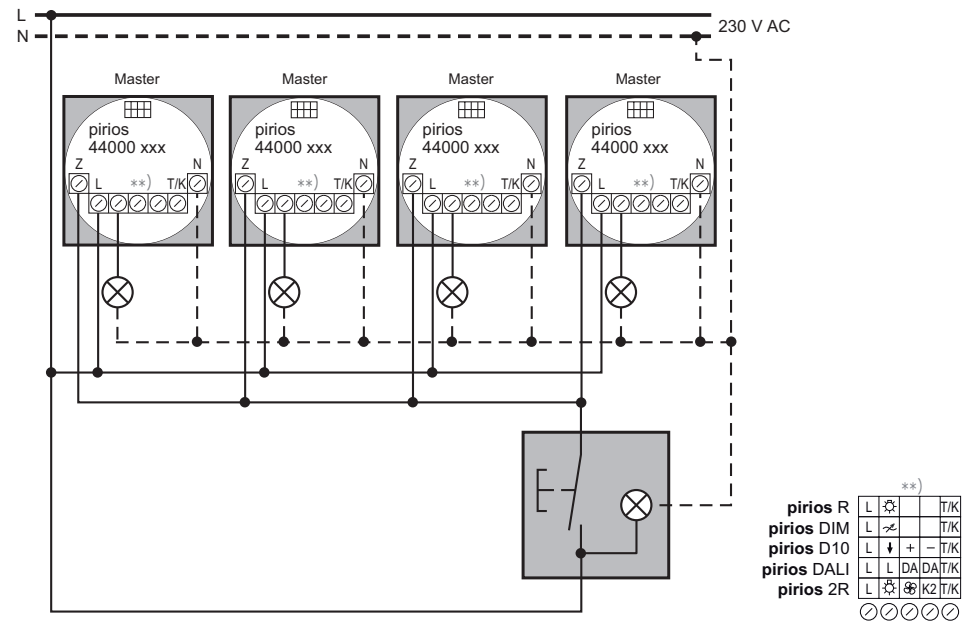 L
N
230 V AC
Master Master Master Master
pirios pirios pirios pirios
44000 xxx 44000 xxx 44000 xxx 44000 xxx
Z N Z N Z N Z N
L **) T/K L **) T/K L **) T/K L **) T/K
**)
pirios R L T/K
pirios DIM L T/K
pirios D10 L + – T/K
pirios DALI L L DA DA T/K
pirios 2R L K2 T/K